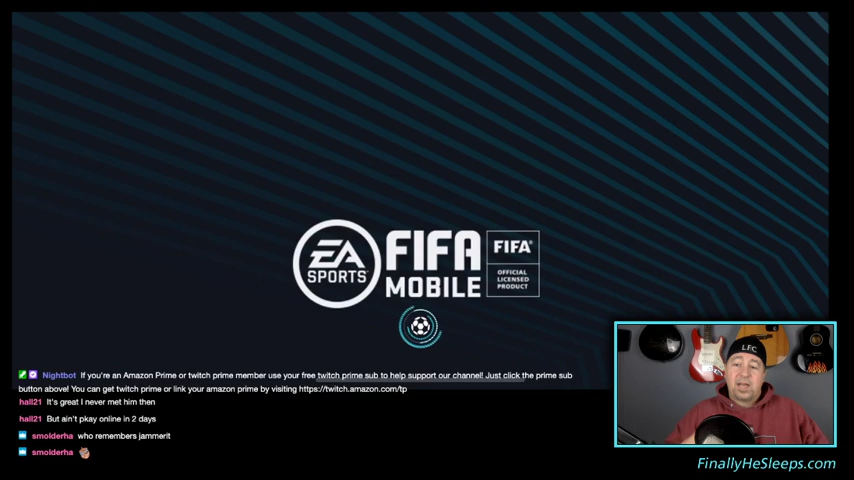 EA
SPORTS
FIFA
MOBILE
FIFA
OFFICIAL
LICENSED
PRODUCT
LFC
Nightbot If you're an Amazon Prime or twitch prime member use your free twitch prime sub to help support our channel! Just click the prime sub
button above! You can get twitch prime or link your amazon prime by visiting https://twitch.amazon.com/tp
hall21 It's great I never met him then
hall21 But ain't pkay online in 2 days
smolderha who remembers jammerit
smolderha
FinallyHeSleeps.com